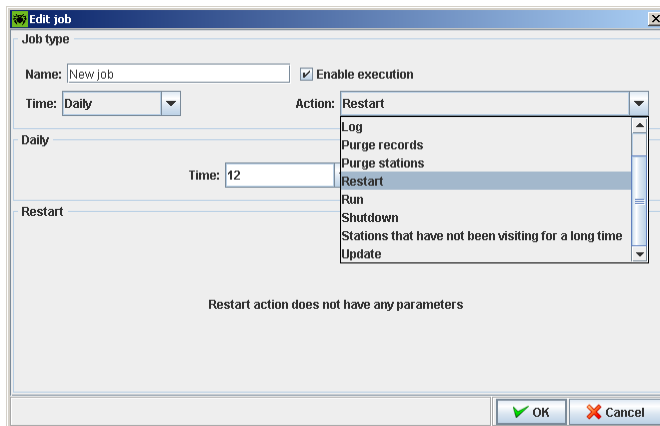 Edit job
Job type
Name: New job Enable execution
Time: Daily Action: Restart
Log
Purge records
Purge stations
Restart
Run
Shutdown
Stations that have not been visiting for a long time
Update
Daily
Time: 12
Restart
Restart action does not have any parameters
OK Cancel